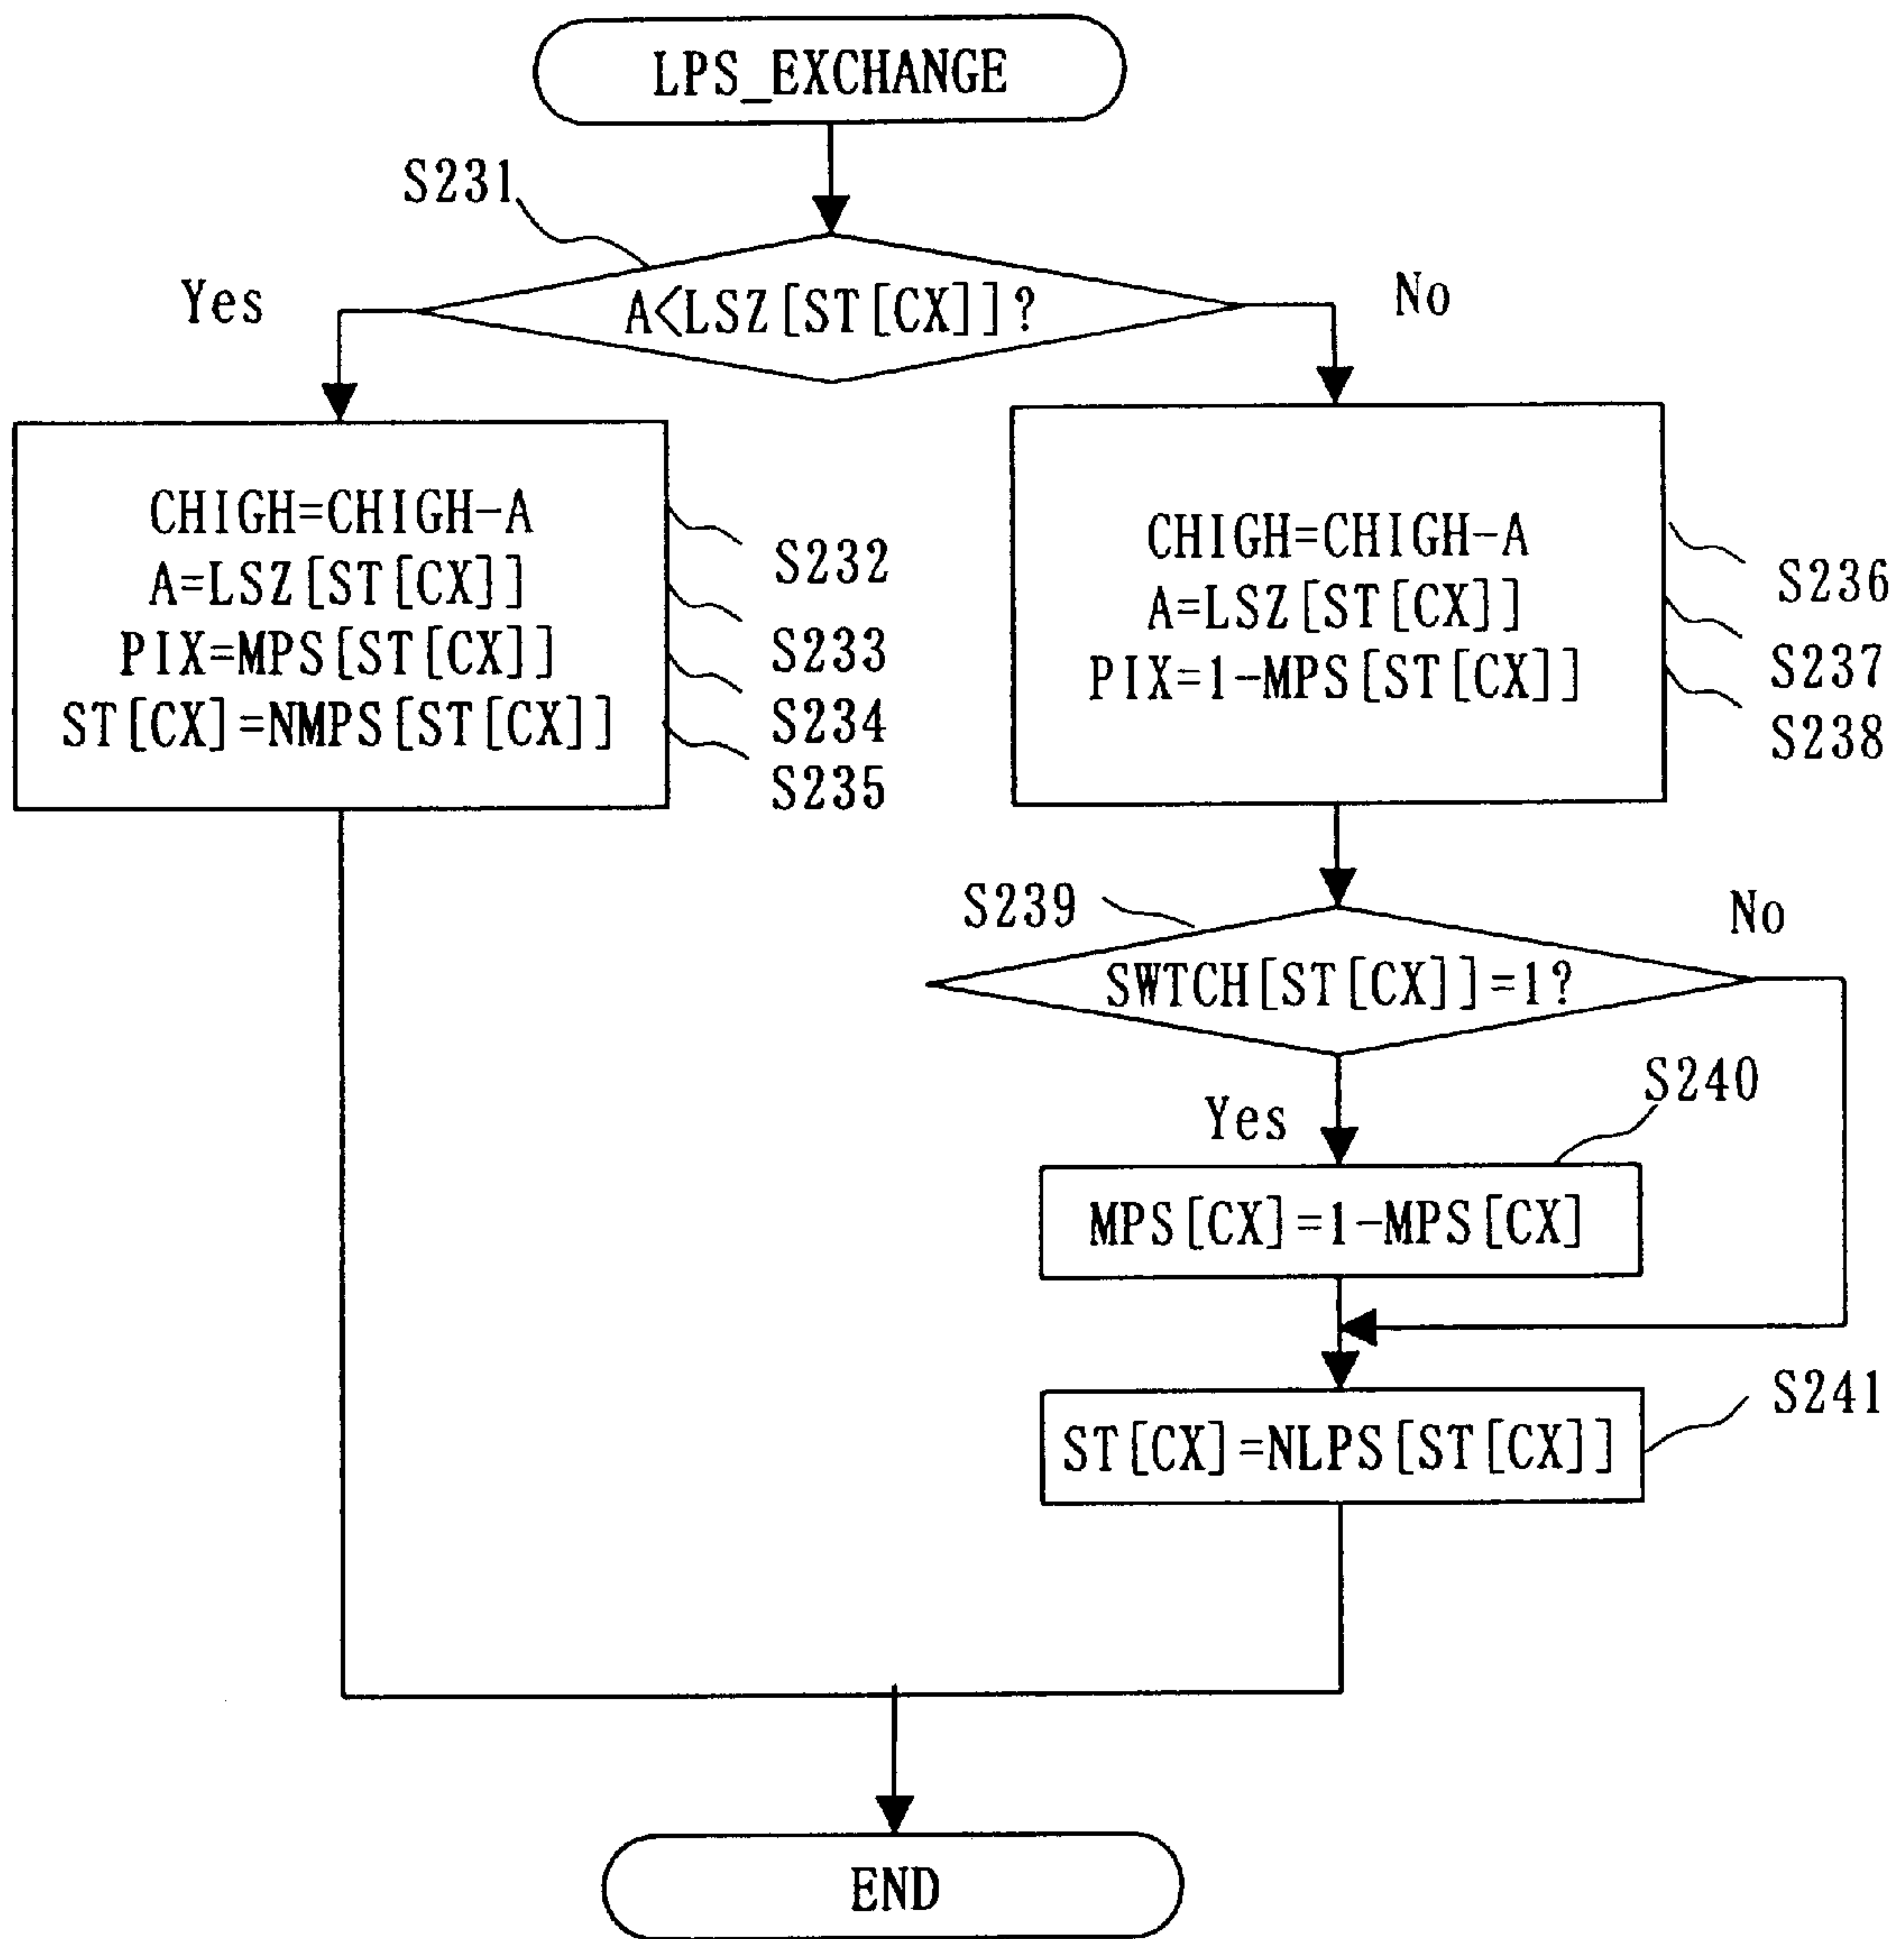 LPS_EXCHANGE
S231
Yes
A<LSZ[ST[CX]]?
No
CHIGH=CHIGH-A
A=LSZ[ST[CX]]
PIX=MPS[ST[CX]]
ST[CX]=NMPS[ST[CX]]
S232
S233
S234
S235
CHIGH=CHIGH-A
A=LSZ[ST[CX]]
PIX=1-MPS[ST[CX]]
S236
S237
S238
S239
No
SWTCH[ST[CX]]=1?
Yes
S240
MPS[CX]=1-MPS[CX]
S241
ST[CX]=NLPS[ST[CX]]
END